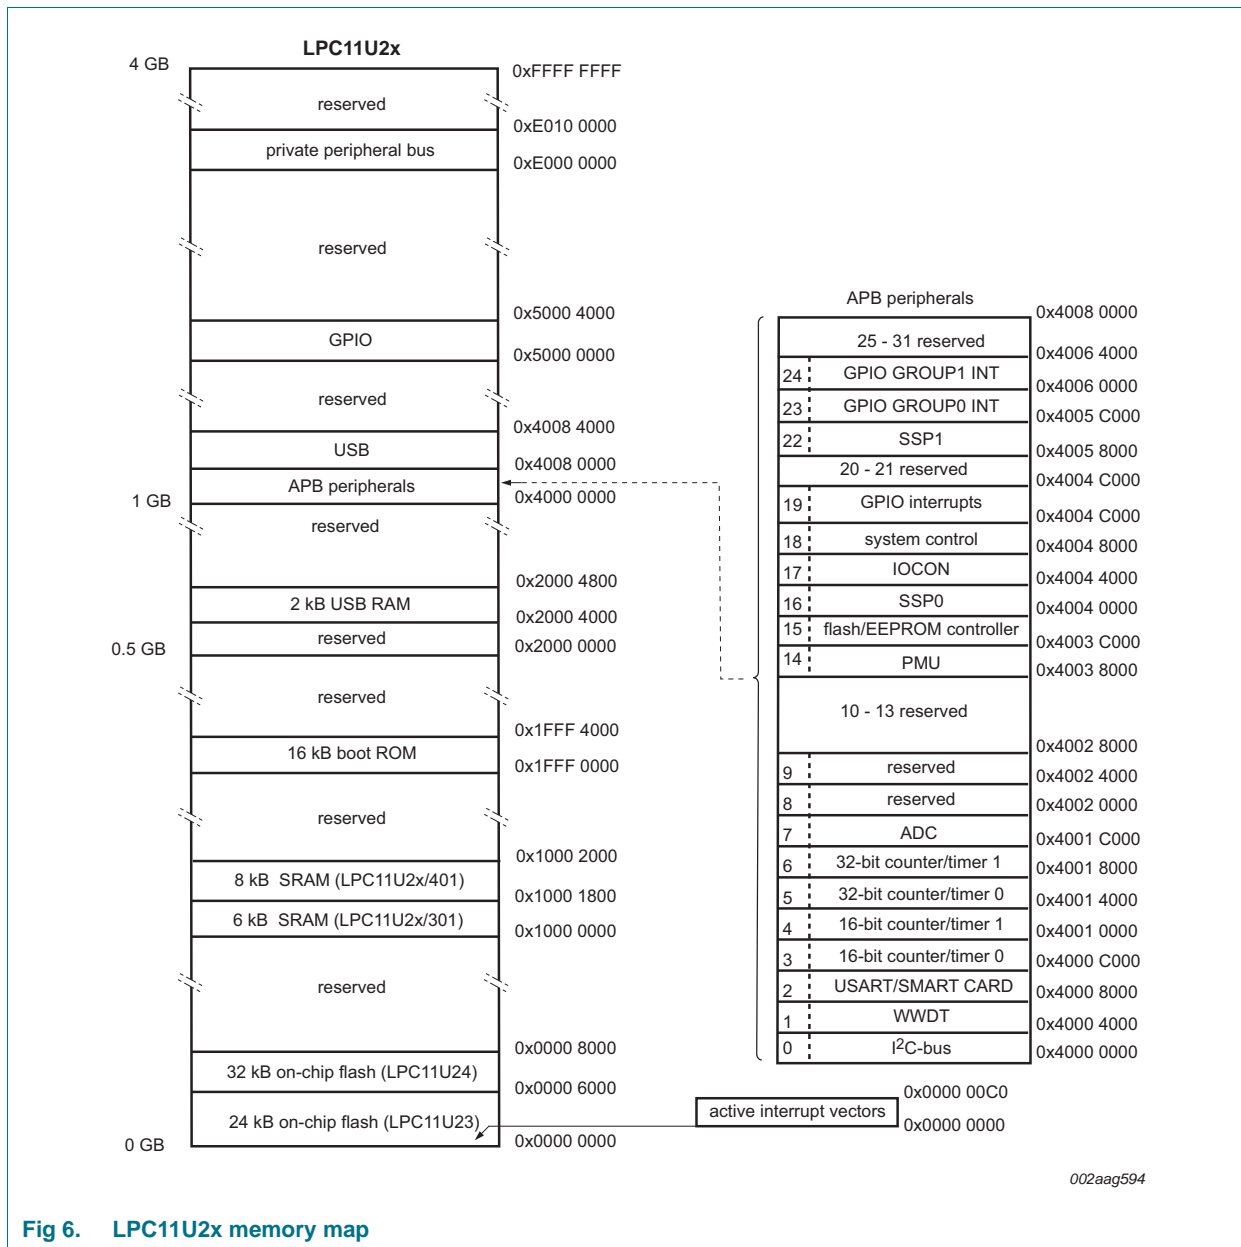 LPC11U2x
4 GB
0xFFFF FFFF
reserved
0xE010 0000
private peripheral bus
0xE000 0000
reserved
0x5000 4000
GPIO
0x5000 0000
reserved
0x4008 4000
USB
0x4008 0000
APB peripherals
1 GB
0x4000 0000
reserved
0x2000 4800
2 kB USB RAM
0x2000 4000
reserved
0.5 GB
0x2000 0000
reserved
0x1FFF 4000
16 kB boot ROM
0x1FFF 0000
reserved
0x1000 2000
8 kB SRAM (LPC11U2x/401)
0x1000 1800
6 kB SRAM (LPC11U2x/301)
0x1000 0000
reserved
0x0000 8000
32 kB on-chip flash (LPC11U24)
0x0000 6000
24 kB on-chip flash (LPC11U23)
0 GB
0x0000 0000
APB peripherals
0x4008 0000
25 - 31 reserved
0x4006 4000
24 GPIO GROUP1 INT
0x4006 0000
23 GPIO GROUP0 INT
0x4005 C000
22 SSP1
0x4005 8000
20 - 21 reserved
0x4004 C000
19 GPIO interrupts
0x4004 C000
18 system control
0x4004 8000
17 IOCON
0x4004 4000
16 SSP0
0x4004 0000
15 flash/EEPROM controller
0x4003 C000
14 PMU
0x4003 8000
10 - 13 reserved
0x4002 8000
9 reserved
0x4002 4000
8 reserved
0x4002 0000
7 ADC
0x4001 C000
6 32-bit counter/timer 1
0x4001 8000
5 32-bit counter/timer 0
0x4001 4000
4 16-bit counter/timer 1
0x4001 0000
3 16-bit counter/timer 0
0x4000 C000
2 USART/SMART CARD
0x4000 8000
1 WWDT
0x4000 4000
0 I2C-bus
0x4000 0000
0x0000 00C0
active interrupt vectors
0x0000 0000
002aag594
Fig 6. LPC11U2x memory map